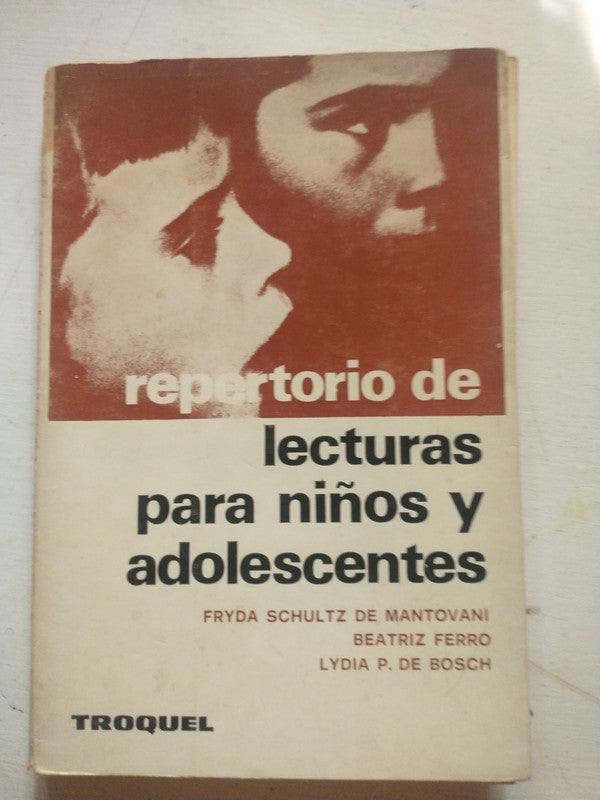 repertorio de
lecturas
para niños y
adolescentes
FRYDA SCHULTZ DE MANTOVANI
BEATRIZ FERRO
LYDIA P. DE BOSCH
TROQUEL